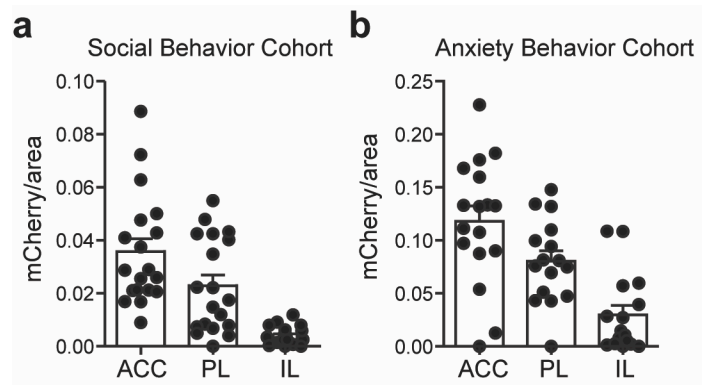 a
Social Behavior Cohort
mCherry/area
0.10
0.08
0.06
0.04
0.02
0.00
ACC PL IL
b
Anxiety Behavior Cohort
mCherry/area
0.25
0.20
0.15
0.10
0.05
0.00
ACC PL IL